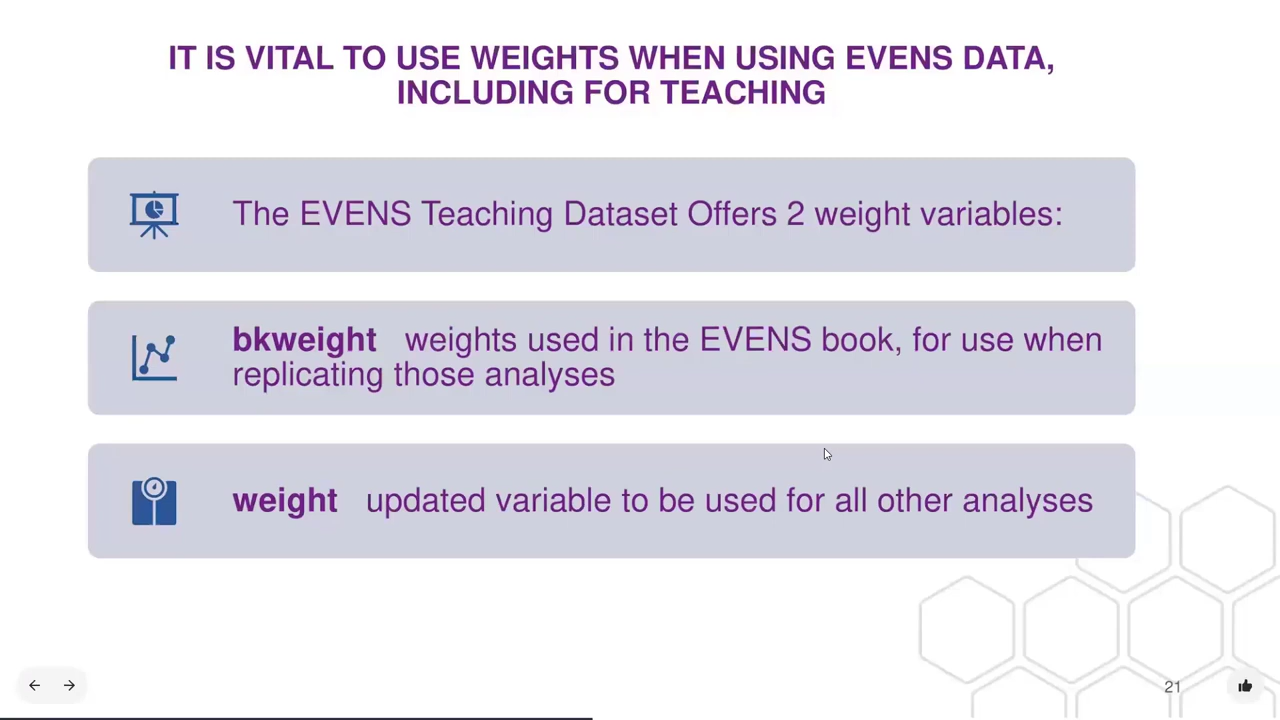 IT IS VITAL TO USE WEIGHTS WHEN USING EVENS DATA,
INCLUDING FOR TEACHING
The EVENS Teaching Dataset Offers 2 weight variables:
bkweight weights used in the EVENS book, for use when
replicating those analyses
weight updated variable to be used for all other analyses
21